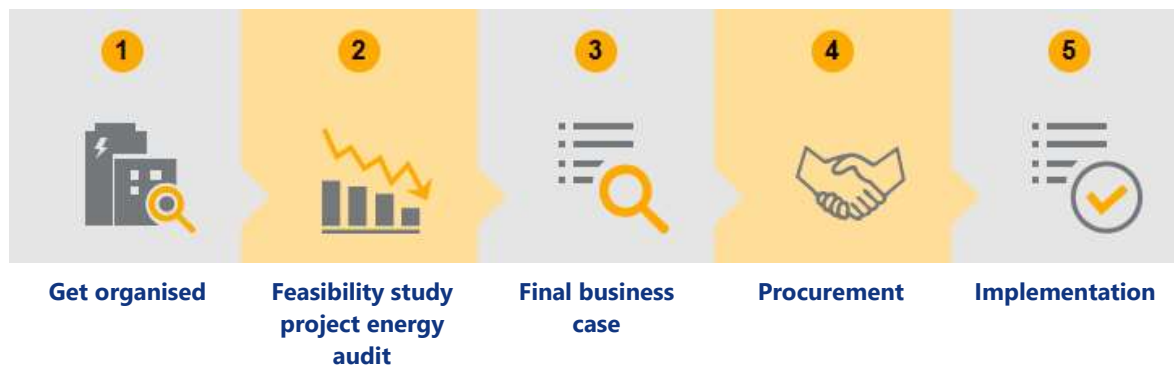 1
2
3
4
5
Get organised
Feasibility study
project energy
audit
Final business
case
Procurement
Implementation